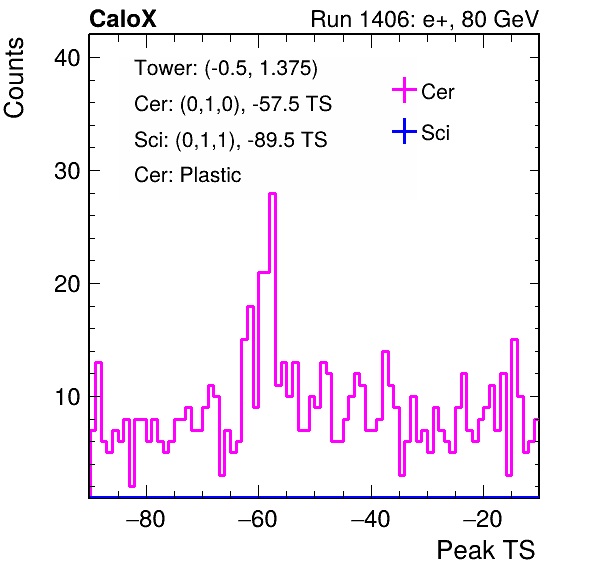 CaloX Run 1406: e+, 80 GeV
Counts
40
30
20
10
Tower: (-0.5, 1.375)
Cer: (0,1,0), -57.5 TS
Sci: (0,1,1), -89.5 TS
Cer: Plastic
Cer
Sci
−80 −60 −40 −20
Peak TS